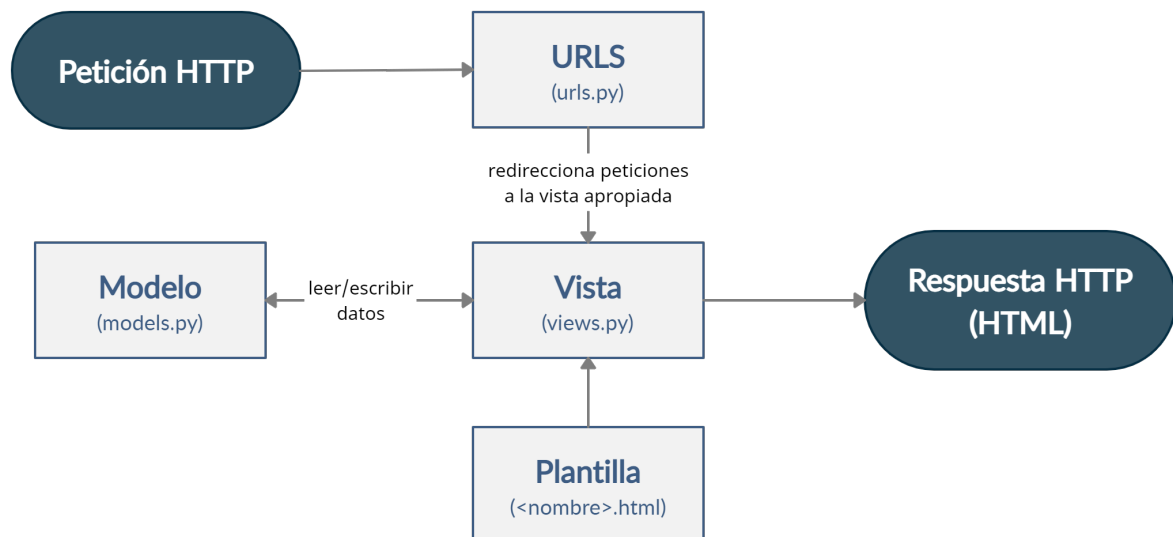 Petición HTTP
URLS
(urls.py)
redirecciona peticiones
a la vista apropiada
Modelo
(models.py)
leer/escribir
datos
Vista
(views.py)
Respuesta HTTP
(HTML)
Plantilla
(<nombre>.html)